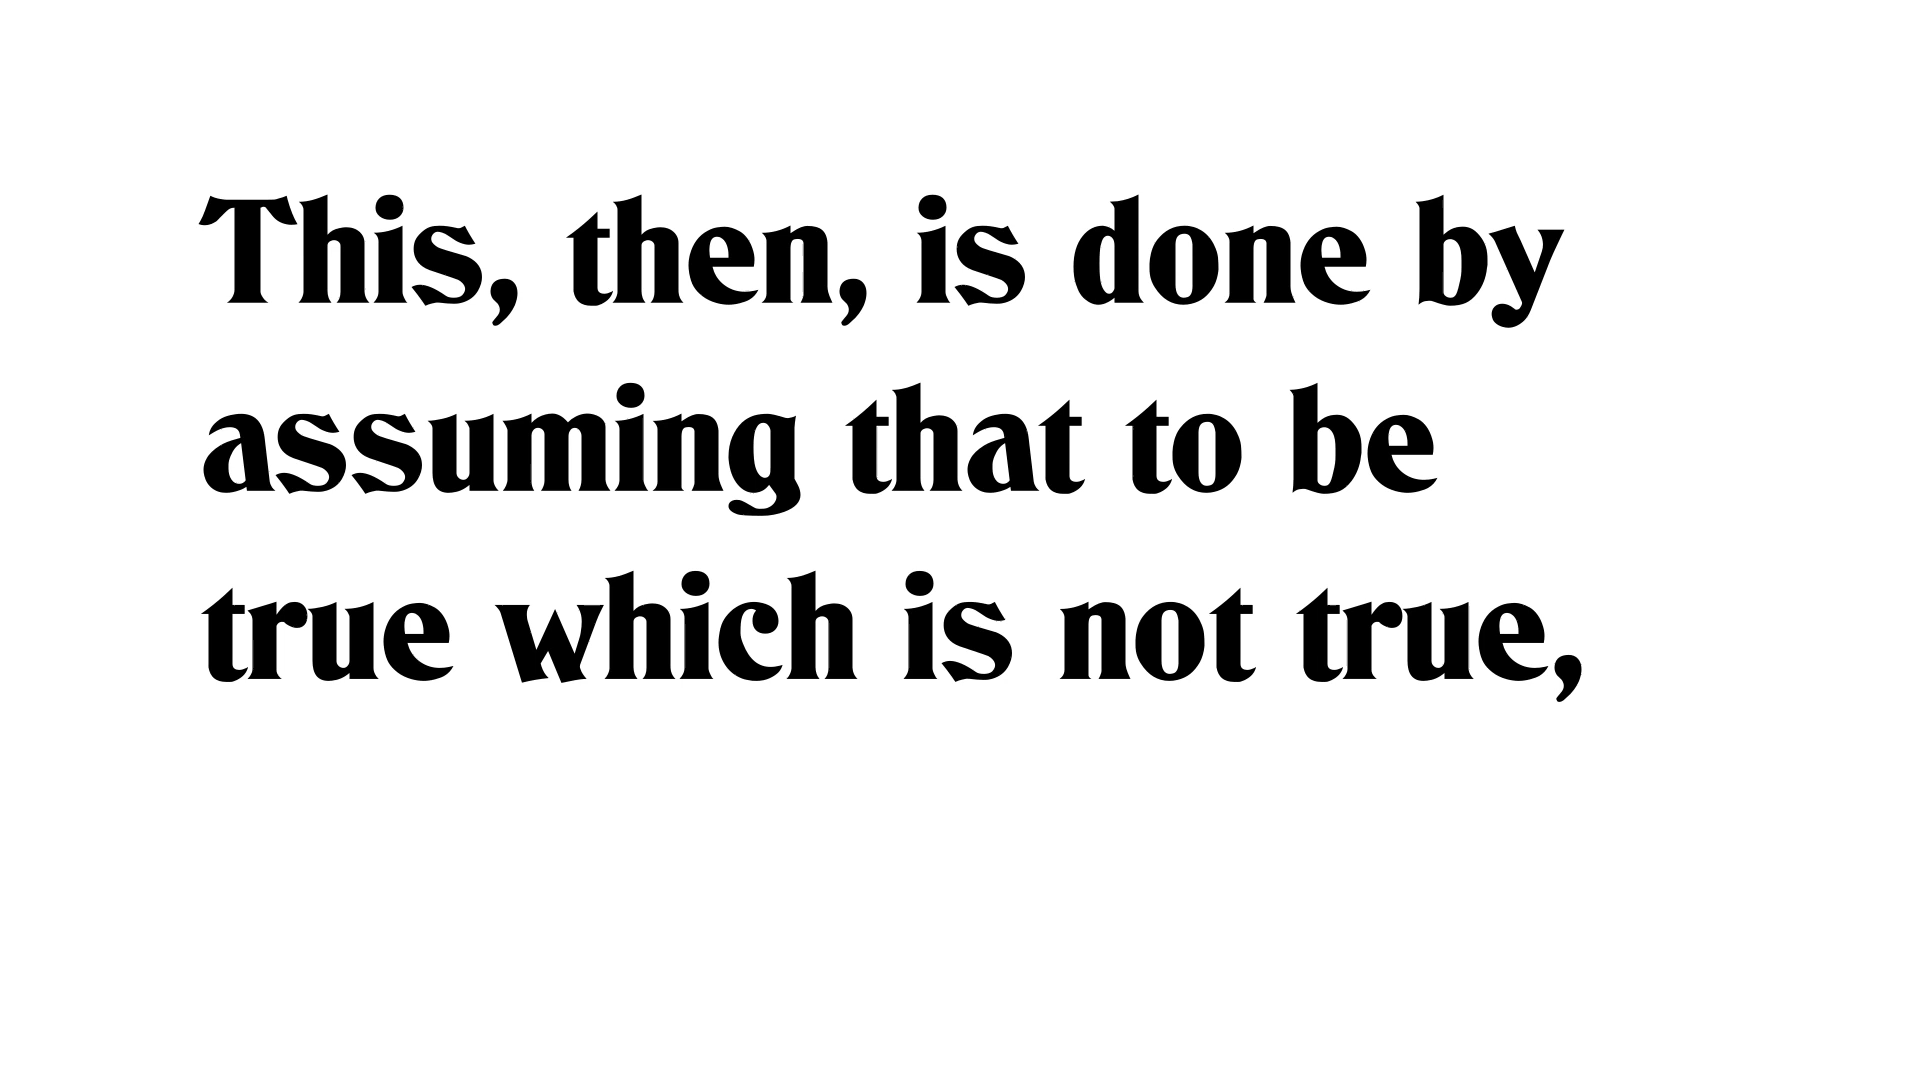 This, then, is done by
assuming that to be
true which is not true,